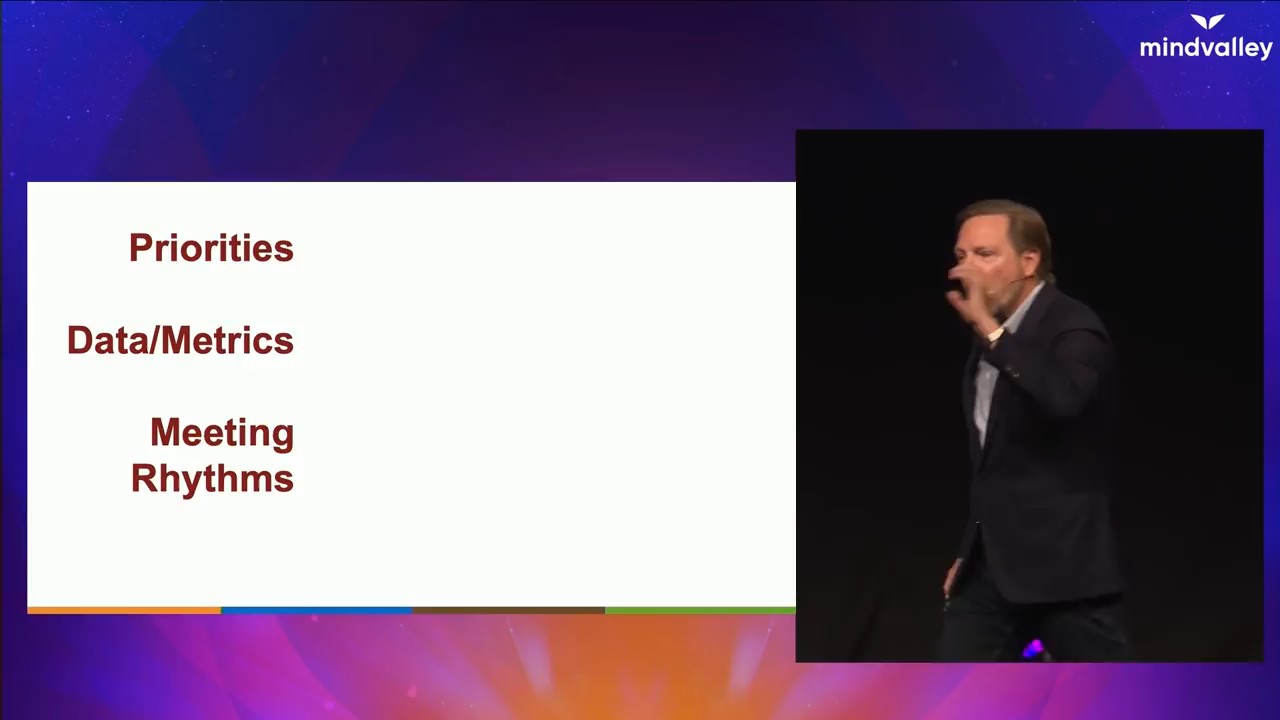 mindvalley
Priorities
Data/Metrics
Meeting
Rhythms